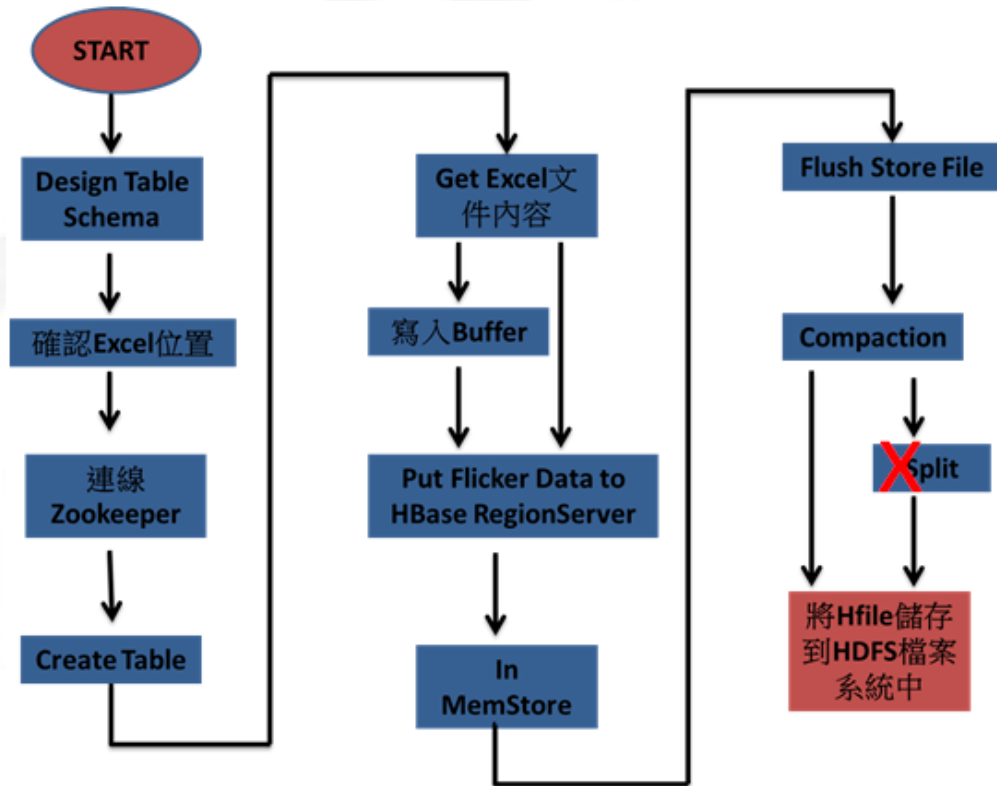 START
Design Table
Schema
確認Excel位置
連線
Zookeeper
Create Table
Get Excel文
件內容
寫入Buffer
Put Flicker Data to
HBase RegionServer
In
MemStore
Flush Store File
Compaction
Split
將Hfile儲存
到HDFS檔案
系統中